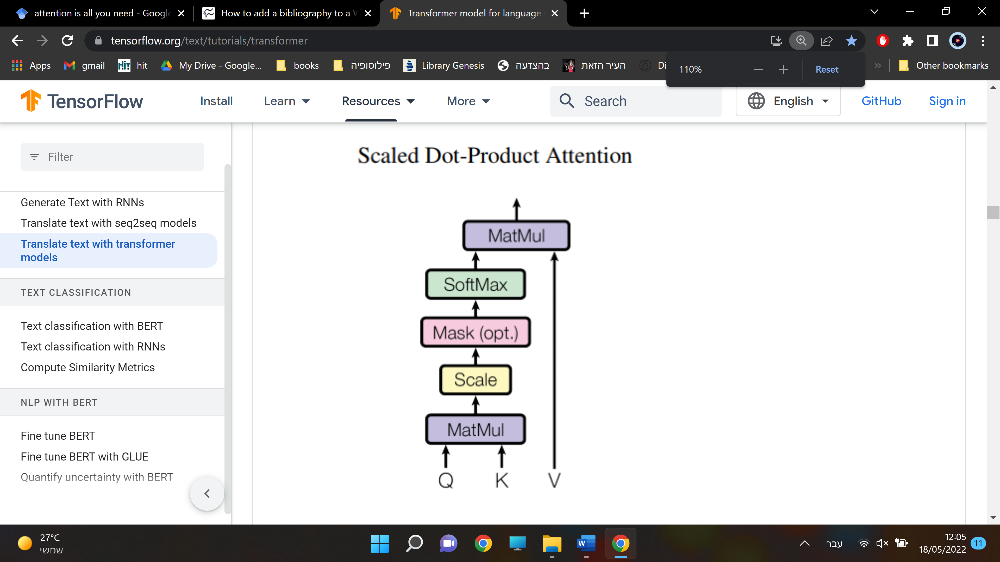 attention is all you need - Google
How to add a bibliography to a W
Transformer model for language
tensorflow.org/text/tutorials/transformer
Apps
gmail
HiT
hit
My Drive - Google...
books
פילוסופיה
Library Genesis
בהצדעה
העיר הזאת
Di
110%
Reset
»
Other bookmarks
TensorFlow
Install
Learn
Resources
More
Search
English
GitHub
Sign in
Filter
Generate Text with RNNs
Translate text with seq2seq models
Translate text with transformer
models
TEXT CLASSIFICATION
Text classification with BERT
Text classification with RNNs
Compute Similarity Metrics
NLP WITH BERT
Fine tune BERT
Fine tune BERT with GLUE
Quantify uncertainty with BERT
Scaled Dot-Product Attention
MatMul
SoftMax
Mask (opt.)
Scale
MatMul
Q K V
27°C
שמשי
W
עבר
12:05
18/05/2022
11